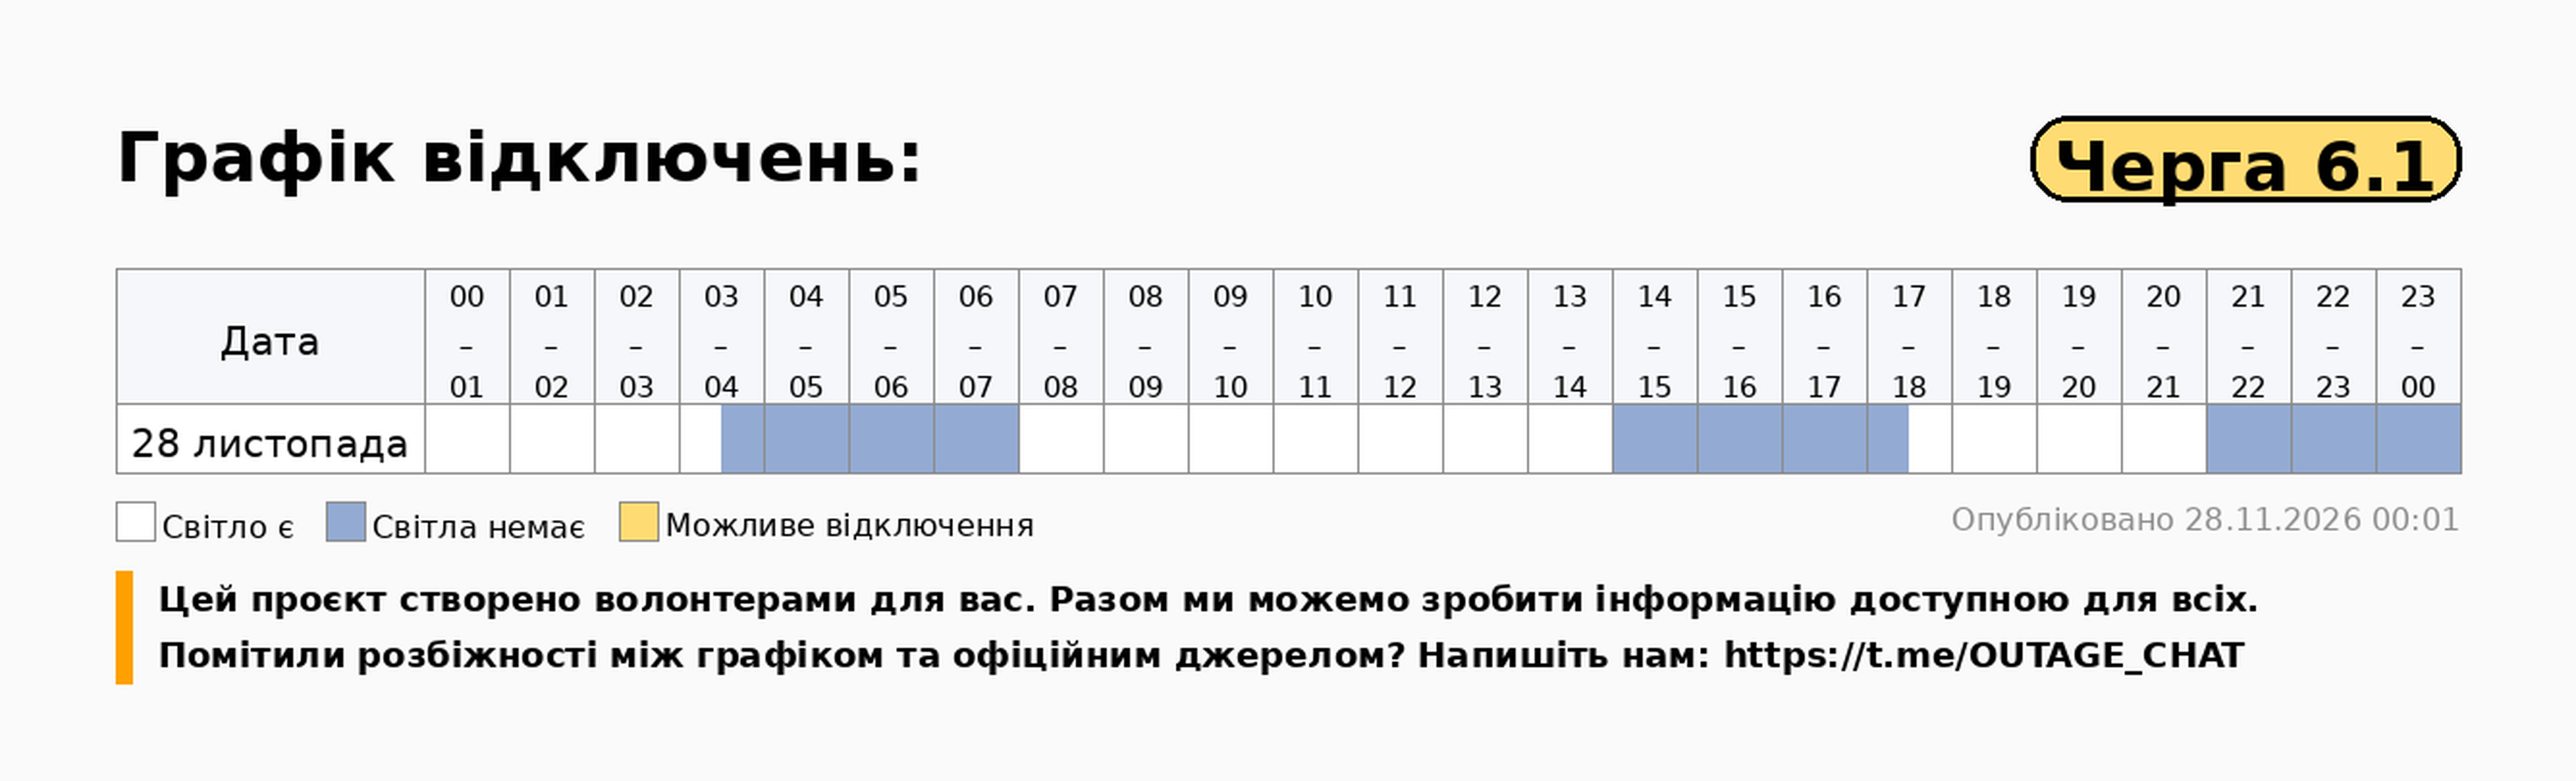 Графік відключень:
Черга 6.1
Дата
00 – 01
01 – 02
02 – 03
03 – 04
04 – 05
05 – 06
06 – 07
07 – 08
08 – 09
09 – 10
10 – 11
11 – 12
12 – 13
13 – 14
14 – 15
15 – 16
16 – 17
17 – 18
18 – 19
19 – 20
20 – 21
21 – 22
22 – 23
23 – 00
28 листопада
Світло є
Світла немає
Можливе відключення
Опубліковано 28.11.2026 00:01
Цей проєкт створено волонтерами для вас. Разом ми можемо зробити інформацію доступною для всіх.
Помітили розбіжності між графіком та офіційним джерелом? Напишіть нам: https://t.me/OUTAGE_CHAT